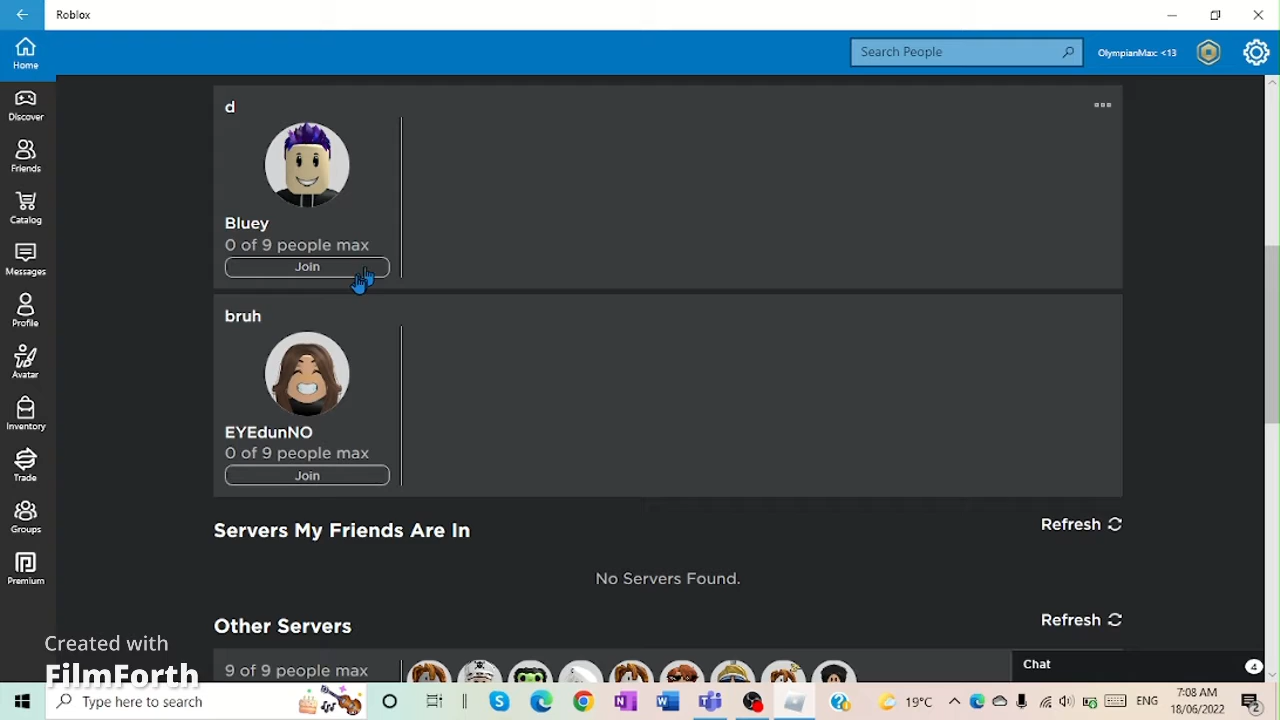 Roblox
Home
Search People
OlympianMax: <13
Discover
Friends
Catalog
Messages
Profile
Avatar
Inventory
Trade
Groups
Premium
d
Bluey
0 of 9 people max
Join
bruh
EYEdunNO
0 of 9 people max
Join
Servers My Friends Are In
Refresh
No Servers Found.
Other Servers
Refresh
9 of 9 people max
Chat
4
Created with
FilmForth
Type here to search
19°C
ENG
7:08 AM
18/06/2022
2